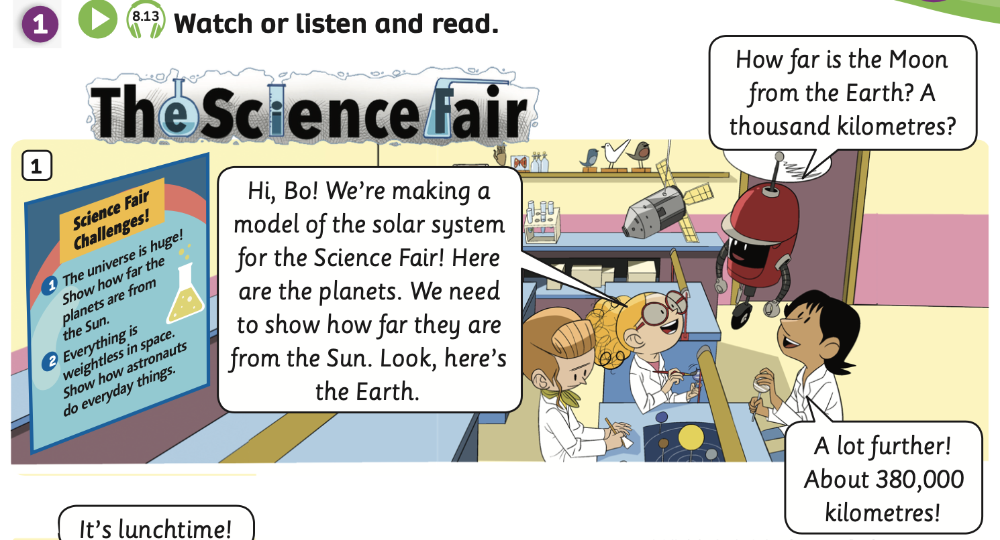 1
8.13
Watch or listen and read.
The Science Fair
1
Science Fair
Challenges!
1 The universe is huge!
Show how far the
planets are from
the Sun.
2 Everything is
weightless in space.
Show how astronauts
do everyday things.
Hi, Bo! We're making a
model of the solar system
for the Science Fair! Here
are the planets. We need
to show how far they are
from the Sun. Look, here's
the Earth.
How far is the Moon
from the Earth? A
thousand kilometres?
A lot further!
About 380,000
kilometres!
It's lunchtime!